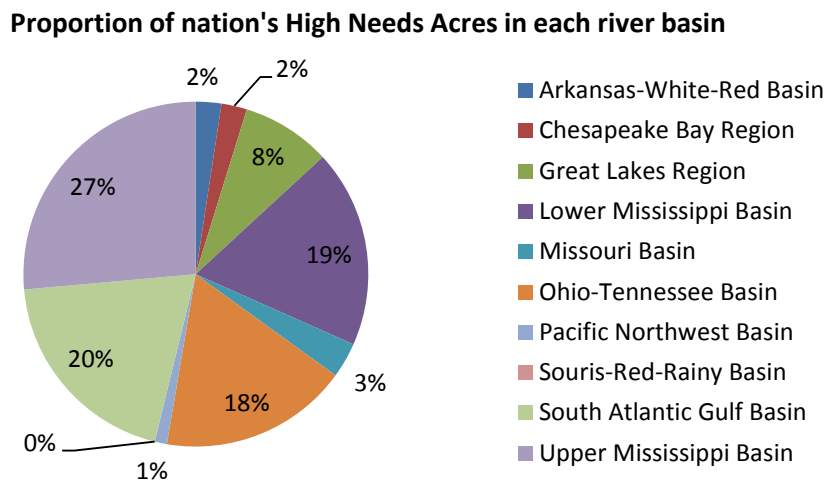 Proportion of nation's High Needs Acres in each river basin
2%
2%
8%
19%
3%
18%
1%
0%
20%
27%
Arkansas-White-Red Basin
Chesapeake Bay Region
Great Lakes Region
Lower Mississippi Basin
Missouri Basin
Ohio-Tennessee Basin
Pacific Northwest Basin
Souris-Red-Rainy Basin
South Atlantic Gulf Basin
Upper Mississippi Basin